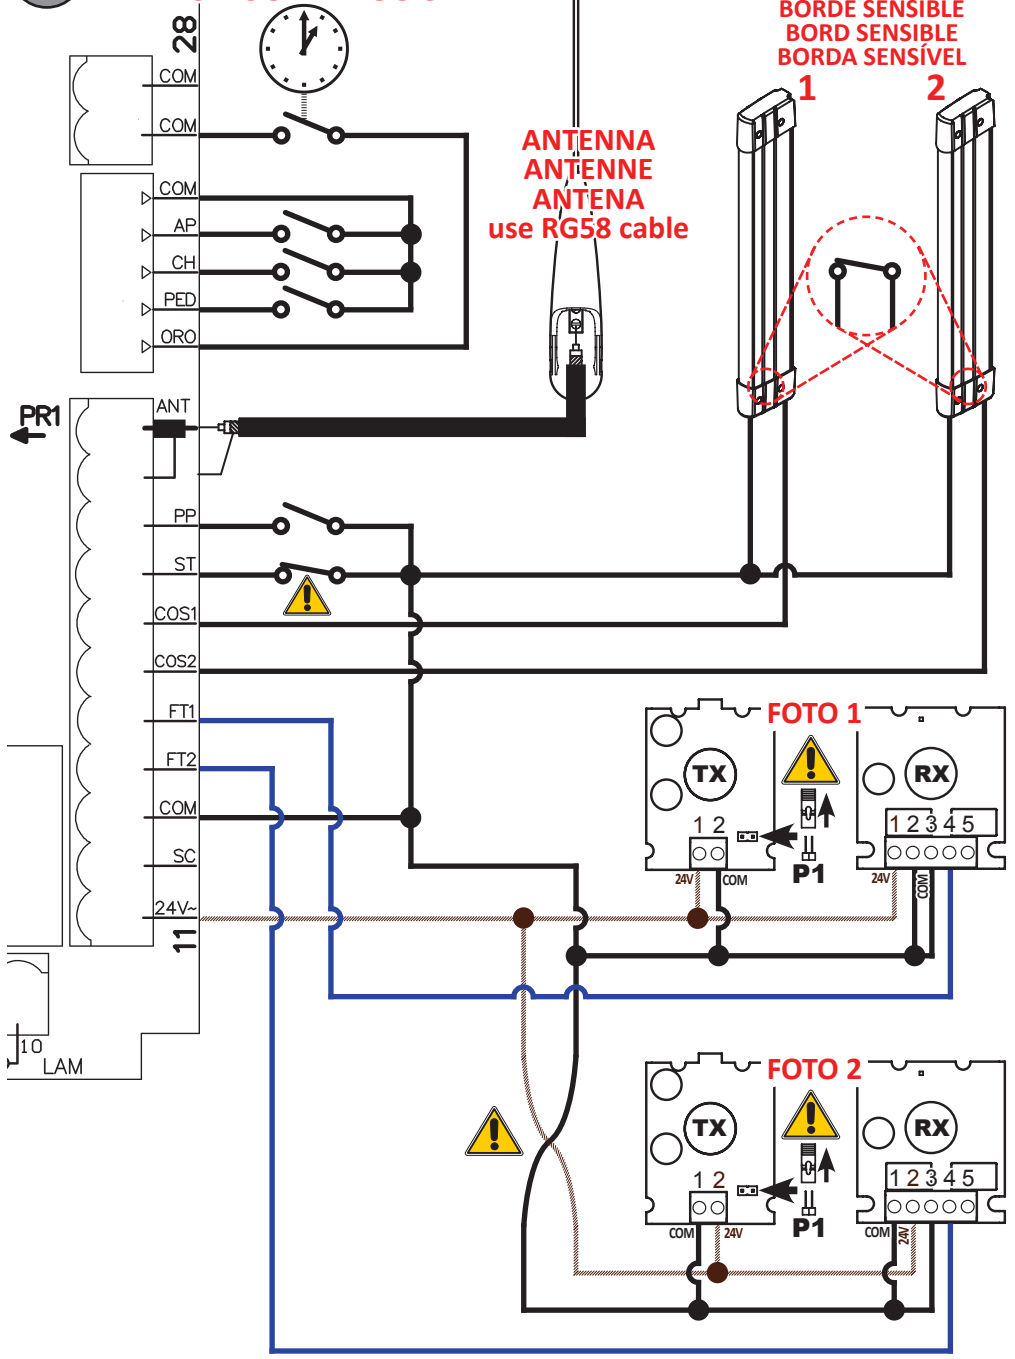 BORDE SENSIBLE
BORD SENSIBLE
BORDA SENSÍVEL
1
2
28
COM
COM
COM
AP
CH
PED
ORO
ANTENNA
ANTENNE
ANTENA
use RG58 cable
PR1
ANT
PP
ST
COS1
COS2
FT1
FT2
COM
SC
24V~
11
10
LAM
FOTO 1
TX
RX
1 2
1 2 3 4 5
P1
24V
COM
24V
COM
FOTO 2
TX
RX
1 2
1 2 3 4 5
P1
COM
24V
COM
24V